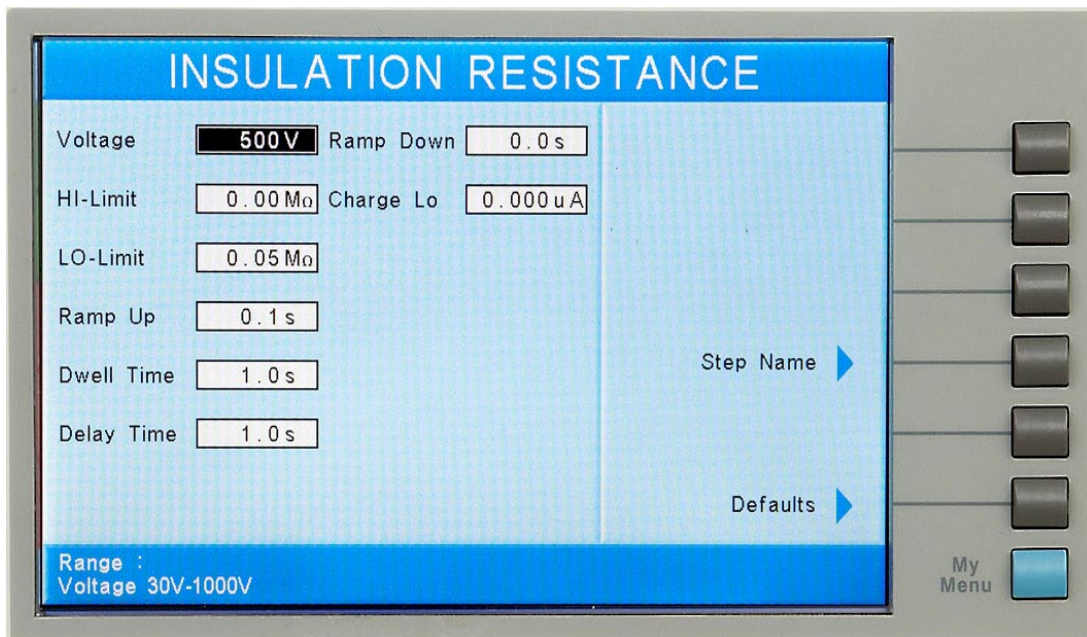 INSULATION RESISTANCE
Voltage 500V Ramp Down 0.0s
HI-Limit 0.00MΩ Charge Lo 0.000uA
LO-Limit 0.05MΩ
Ramp Up 0.1s
Dwell Time 1.0s
Delay Time 1.0s
Step Name
Defaults
Range :
Voltage 30V-1000V
My
Menu